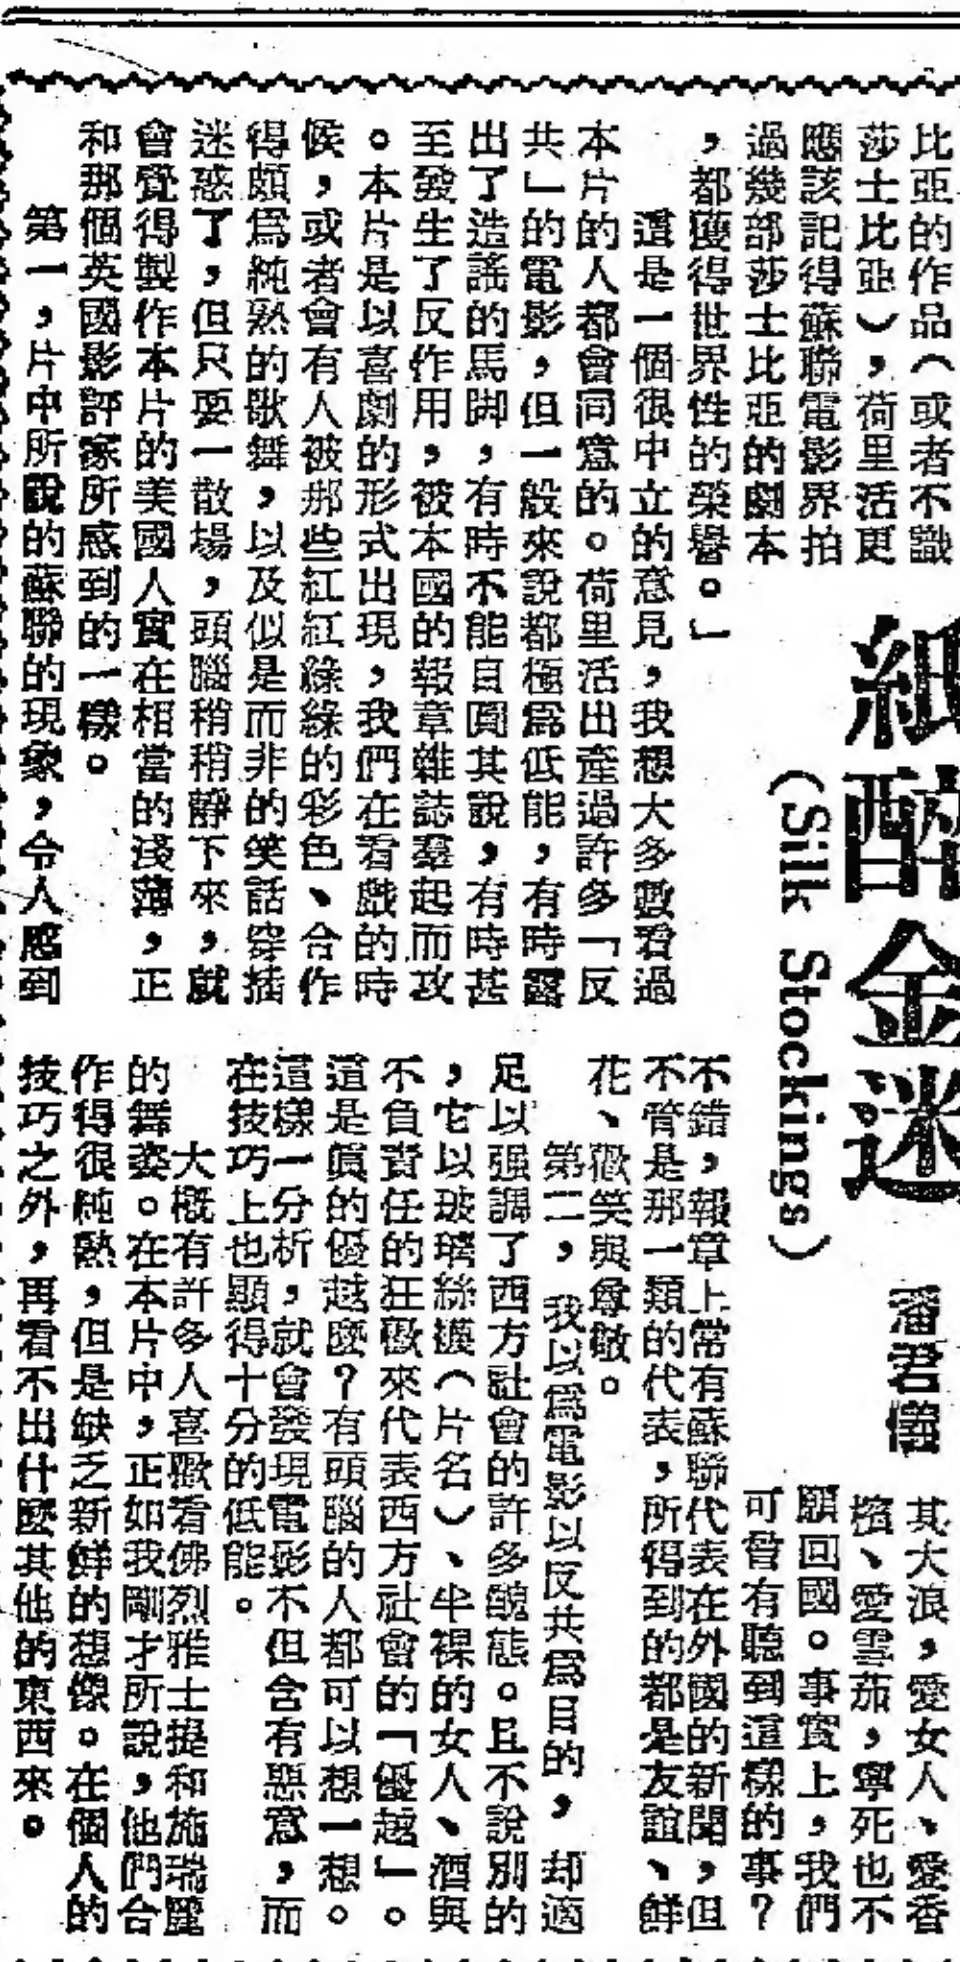 比亞的作品（或者不識
莎士比亞），荷里活更
應該記得蘇聯電影界拍
過幾部莎士比亞的劇本
，都獲得世界性的榮譽。」
這是一個很中立的意見，我想大多數看過
本片的人都會同意的。荷里活出產過許多「反
共」的電影，但一般來說都極爲低能，有時露
出了造謠的馬脚，有時不能自圓其說，有時甚
至發生了反作用，被本國的報章雜誌羣起而攻
。本片是以喜劇的形式出現，我們在看戲的時
候，或者會有人被那些紅紅綠綠的彩色、合作
得頗爲純熟的歌舞，以及似是而非的笑話穿插
迷惑了，但只要一散場，頭腦稍稍靜下來，就
會覺得製作本片的美國人實在相當的淺薄，正
和那個英國影評家所感到的一樣。
第一，片中所說的蘇聯的現象，令人感到
紙醉金迷
(Silk Stockings)
潘君儀
其大浪，愛女人、愛香
檳、愛雲茄，寧死也不
願回國。事實上，我們
可曾有聽到這樣的事？
不錯，報章上常有蘇聯代表在外國的新聞，但
不管是那一類的代表，所得到的都是友誼、鮮
花、歡笑與尊敬。
第二，我以爲電影以反共爲目的，却適
足以强調了西方社會的許多醜態。且不說別的
，它以玻璃絲襪（片名）、半裸的女人、酒與
不負責任的狂歡來代表西方社會的「優越」。
這是眞的優越麼？有頭腦的人都可以想一想。
這樣一分析，就會發現電影不但含有惡意，而
在技巧上也顯得十分的低能。
大概有許多人喜歡看佛烈雅士提和施瑞麗
的舞姿。在本片中，正如我剛才所說，他們合
作得很純熟，但是缺乏新鮮的想像。在個人的
技巧之外，再看不出什麼其他的東西來。